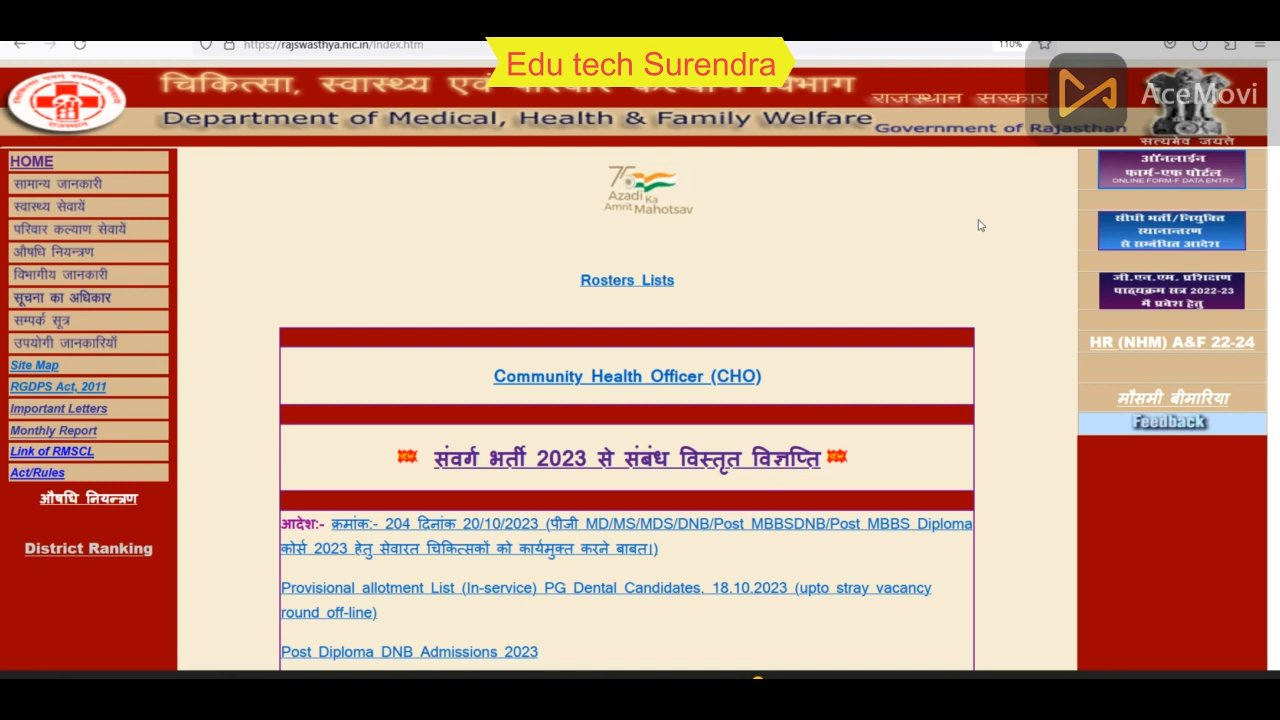 https://rajswasthya.nic.in/Index.htm
110%
Edu tech Surendra
AceMovi
चिकित्सा, स्वास्थ्य एवं परिवार कल्याण विभाग
राजस्थान सरकार
Department of Medical, Health & Family Welfare
Government of Rajasthan
सत्यमेव जयते
HOME
सामान्य जानकारी
स्वास्थ्य सेवायें
परिवार कल्याण सेवायें
औषधि नियन्त्रण
विभागीय जानकारी
सूचना का अधिकार
सम्पर्क सूत्र
उपयोगी जानकारियाँ
Site Map
RGDPS Act, 2011
Important Letters
Monthly Report
Link of RMSCL
Act/Rules
औषधि नियन्त्रण
District Ranking
75
Azadi Ka
Amrit Mahotsav
Rosters Lists
Community Health Officer (CHO)
NEW संवर्ग भर्ती 2023 से संबंध विस्तृत विज्ञप्ति NEW
आदेश:- क्रमांक:- 204 दिनांक 20/10/2023 (पीजी MD/MS/MDS/DNB/Post MBBSDNB/Post MBBS Diploma
कोर्स 2023 हेतु सेवारत चिकित्सकों को कार्यमुक्त करने बाबत।)
Provisional allotment List (In-service) PG Dental Candidates, 18.10.2023 (upto stray vacancy
round off-line)
Post Diploma DNB Admissions 2023
ऑनलाईन
फार्म-एफ पोर्टल
ONLINE FORM-F DATA ENTRY
सीधी भर्ती/नियुक्ति
स्थानान्तरण
से सम्बंधित आदेश
जी.एन.एम. प्रशिक्षण
पाठ्यक्रम सत्र 2022-23
में प्रवेश हेतु
HR (NHM) A&F 22-24
मौसमी बीमारिया
Feedback